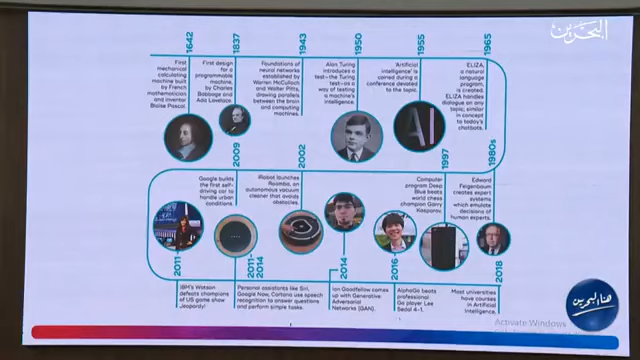 البحرين
1642
1837
1943
1950
1955
1965
First
mechanical
calculating
machine built
by French
mathematician
and inventor
Blaise Pascal.
First design
for a
programmable
machine, by
Charles
Babbage and
Ada Lovelace.
Foundations of
neural networks
established by
Warren McCulloch
and Walter Pitts,
drawing parallels
between the brain
and computing
machines.
Alan Turing
introduces a
test—the Turing
test—as a
way of testing
a machine's
intelligence.
'Artificial
intelligence' is
coined during a
conference devoted
to the topic.
ELIZA,
a natural
language
program,
is created.
ELIZA handles
dialogue on any
topic; similar
in concept to
today's
chatbots.
AI
2009
2002
1997
1980s
Google builds
the first self-
driving car to
handle urban
conditions.
iRobot launches
Roomba, an
autonomous vacuum
cleaner that avoids
obstacles.
Computer
program Deep
Blue beats
world chess
champion Garry
Kasparov.
Edward
Feigenbaum
creates expert
systems
which emulate
decisions of
human experts.
2011
2011-
2014
2014
2016
2018
IBM's Watson
defeats champions
of US game show
Jeopardy!
Personal assistants like Siri,
Google Now, Cortana use speech
recognition to answer questions
and perform simple tasks.
Ian Goodfellow comes
up with Generative
Adversarial
Networks (GAN).
AlphaGo beats
professional
Go player Lee
Sedol 4-1.
Most universities
have courses
in Artificial
Intelligence.
هنا البحرين
Activate Windows